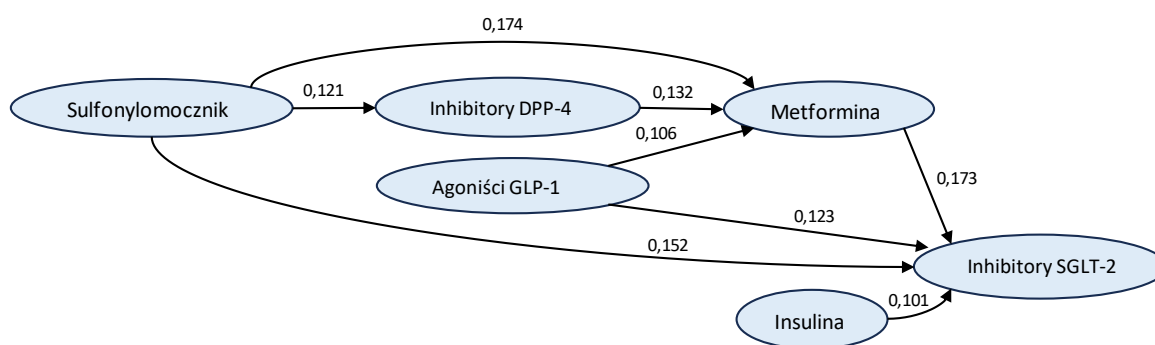 0,174
Sulfonylomocznik
0,121
Inhibitory DPP-4
0,132
Metformina
0,106
Agoniści GLP-1
0,173
0,123
0,152
Inhibitory SGLT-2
0,101
Insulina